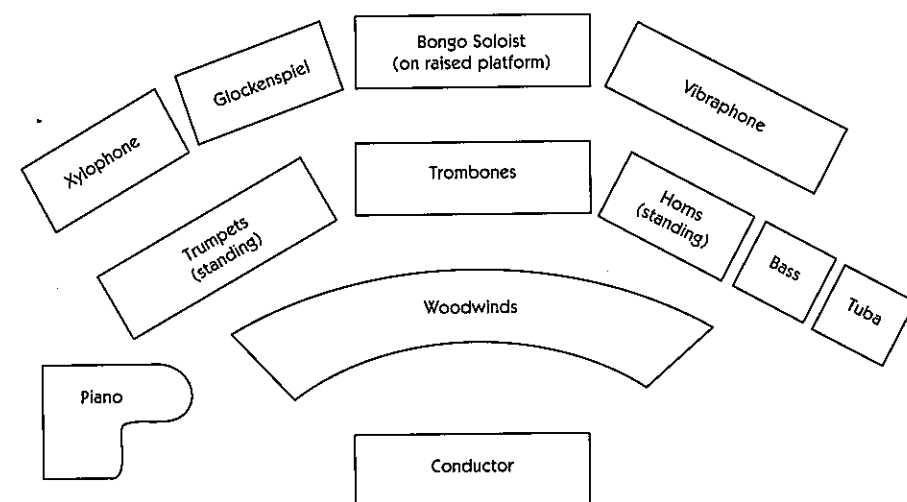 Bongo Soloist
(on raised platform)
Glockenspiel
Vibraphone
Xylophone
Trombones
Horns
(standing)
Trumpets
(standing)
Bass
Tuba
Woodwinds
Piano
Conductor